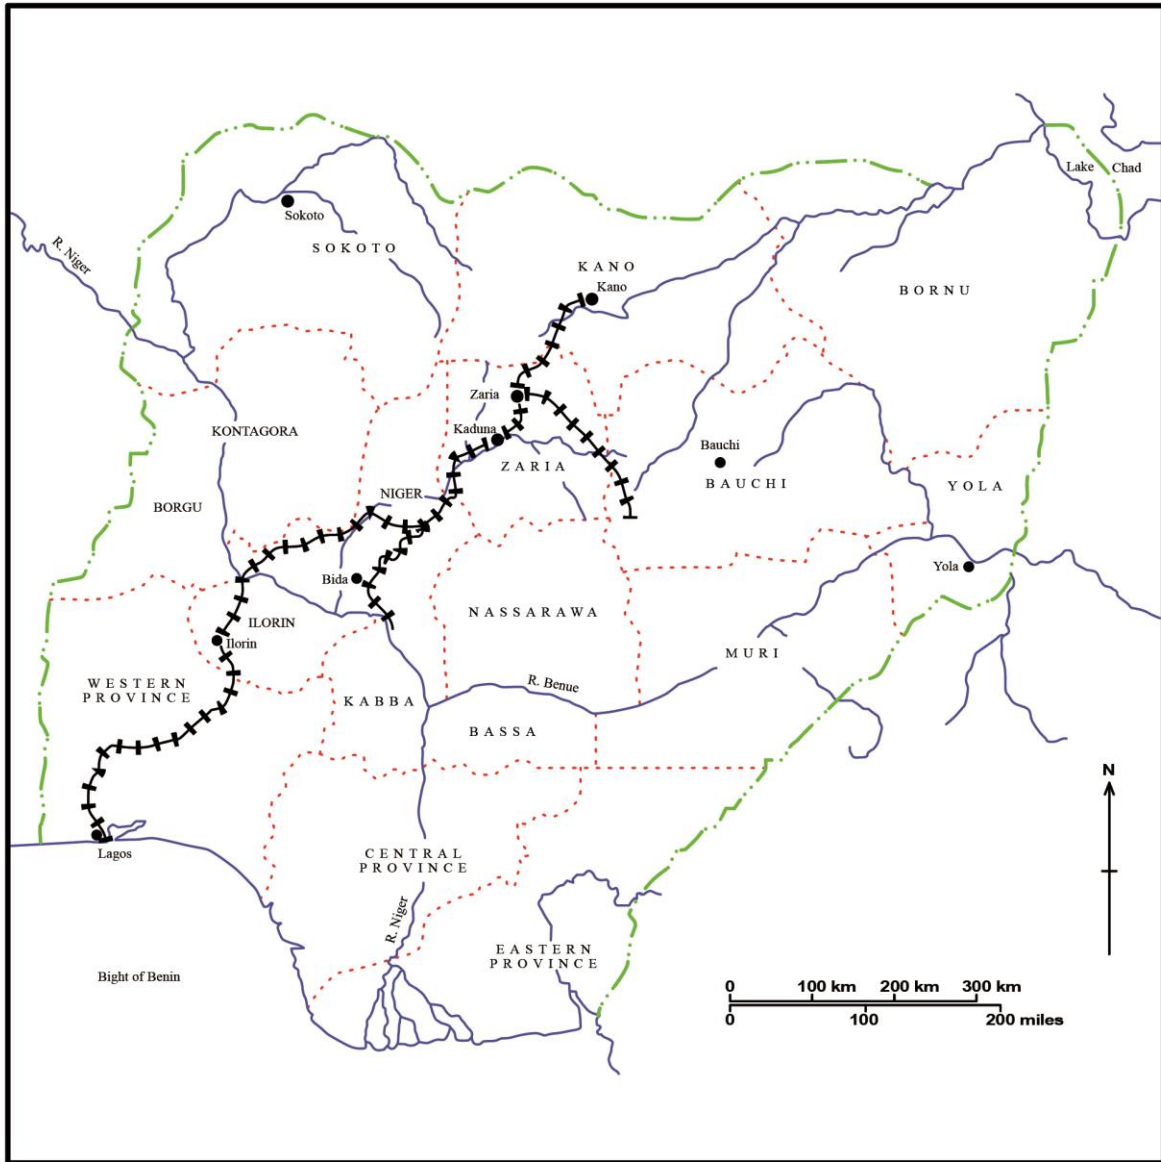 Lake Chad
Sokoto
SOKOTO
R. Niger
KANO
Kano
BORNU
Zaria
KONTAGORA
Kaduna
Bauchi
ZARIA
BAUCHI
YOLA
NIGER
BORGU
Bida
Yola
NASSARAWA
ILORIN
Ilorin
MURI
WESTERN
PROVINCE
R. Benue
KABBA
BASSA
N
Lagos
CENTRAL
PROVINCE
R. Niger
EASTERN
PROVINCE
Bight of Benin
0 100 km 200 km 300 km
0 100 200 miles